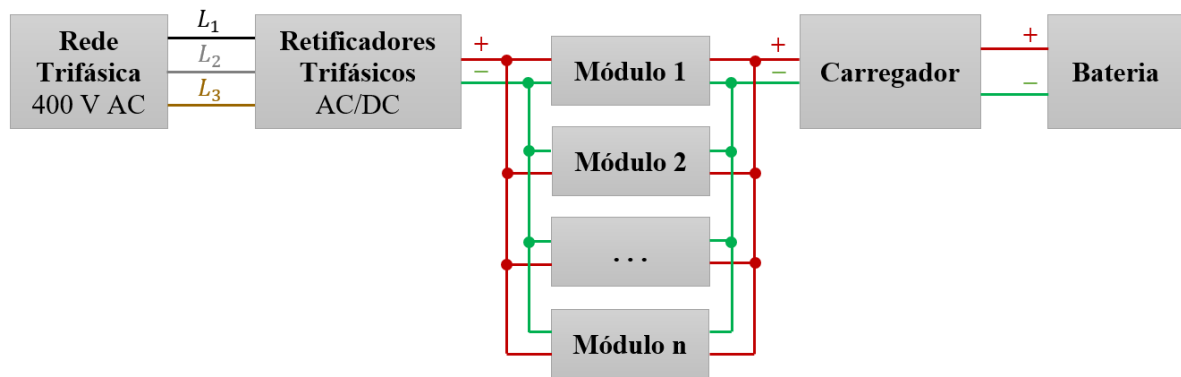 Rede
Trifásica
400 V AC
L₁
L₂
L₃
Retificadores
Trifásicos
AC/DC
+
−
Módulo 1
Módulo 2
. . .
Módulo n
+
−
Carregador
+
−
Bateria